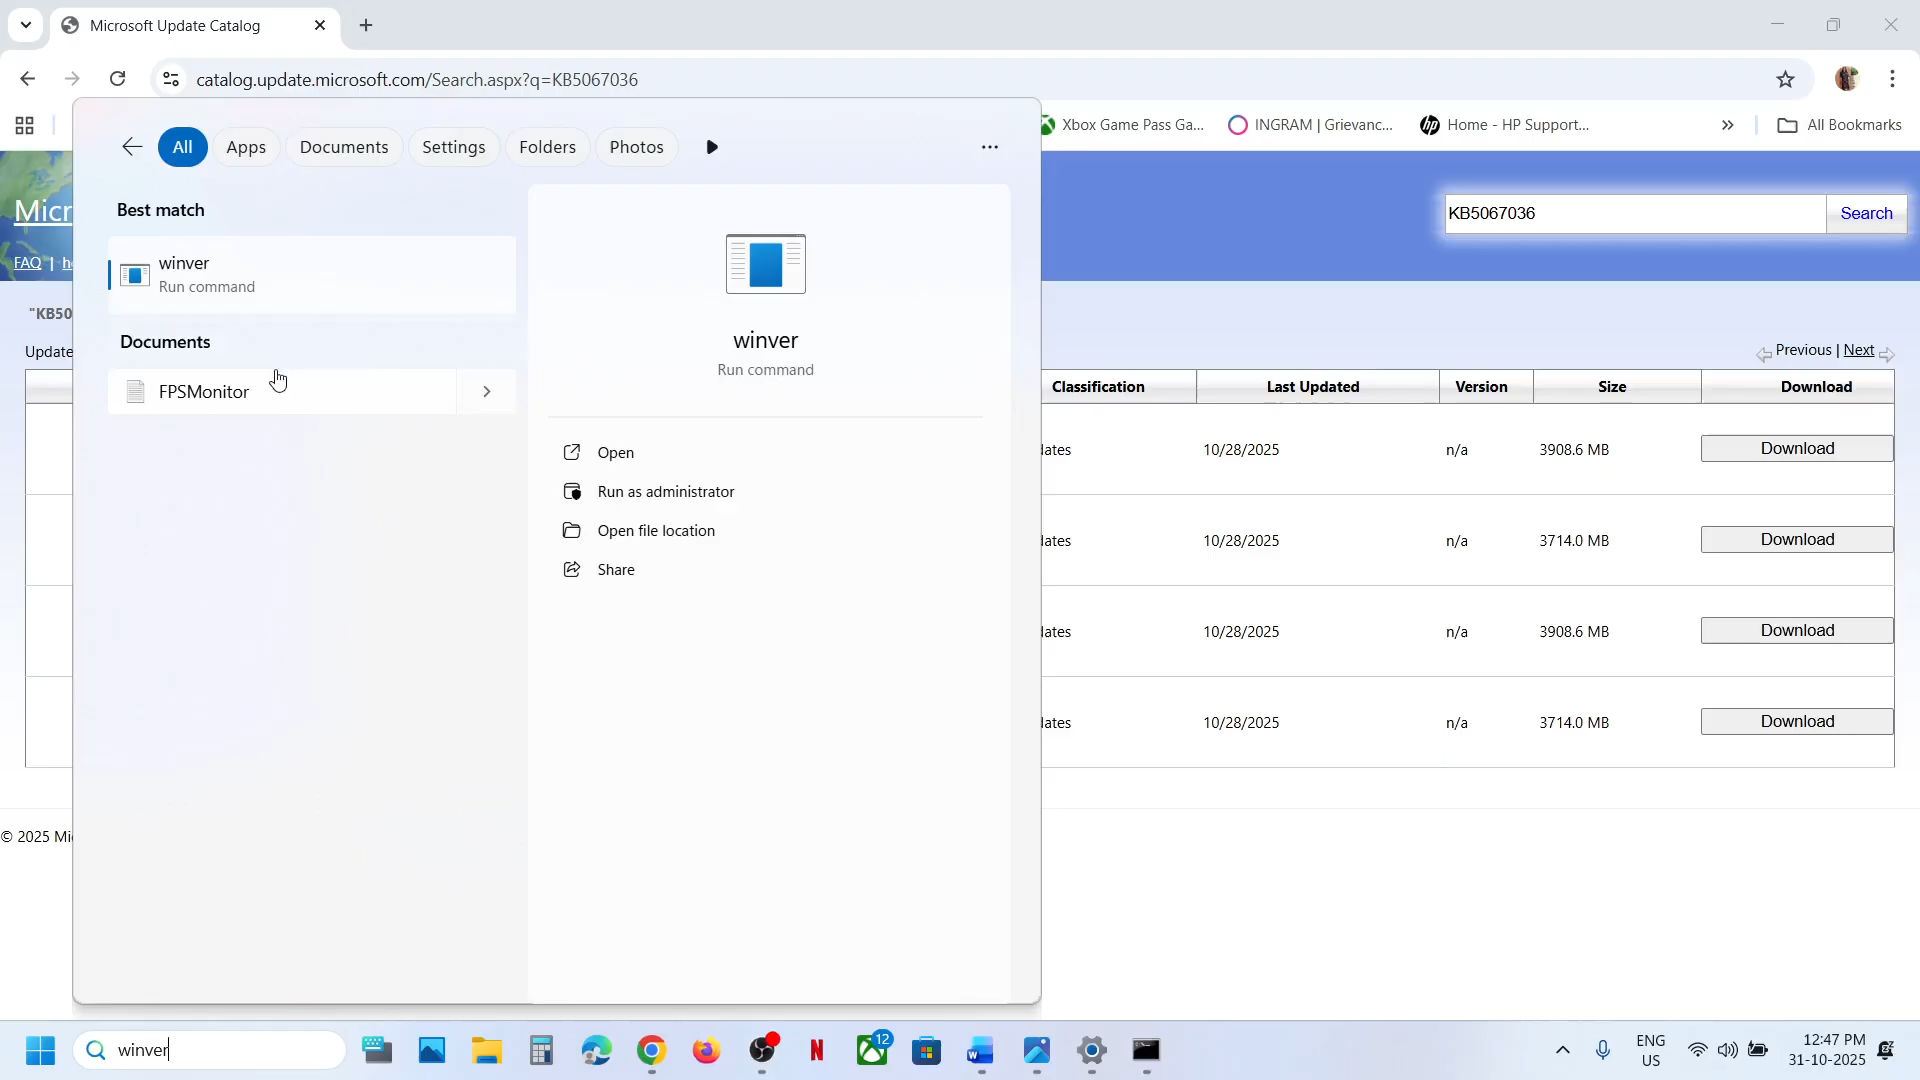 Microsoft Update Catalog
catalog.update.microsoft.com/Search.aspx?q=KB5067036
Xbox Game Pass Ga...
INGRAM | Grievanc...
Home - HP Support...
All Bookmarks
All
Apps
Documents
Settings
Folders
Photos
Micr
FAQ |
KB5067036
Search
"KB50
Update
Previous | Next
Best match
winver
Run command
Documents
FPSMonitor
winver
Run command
Open
Run as administrator
Open file location
Share
Classification Last Updated Version Size Download
dates 10/28/2025 n/a 3908.6 MB Download
dates 10/28/2025 n/a 3714.0 MB Download
dates 10/28/2025 n/a 3908.6 MB Download
dates 10/28/2025 n/a 3714.0 MB Download
© 2025 Mi
winver
12
ENG
US
12:47 PM
31-10-2025